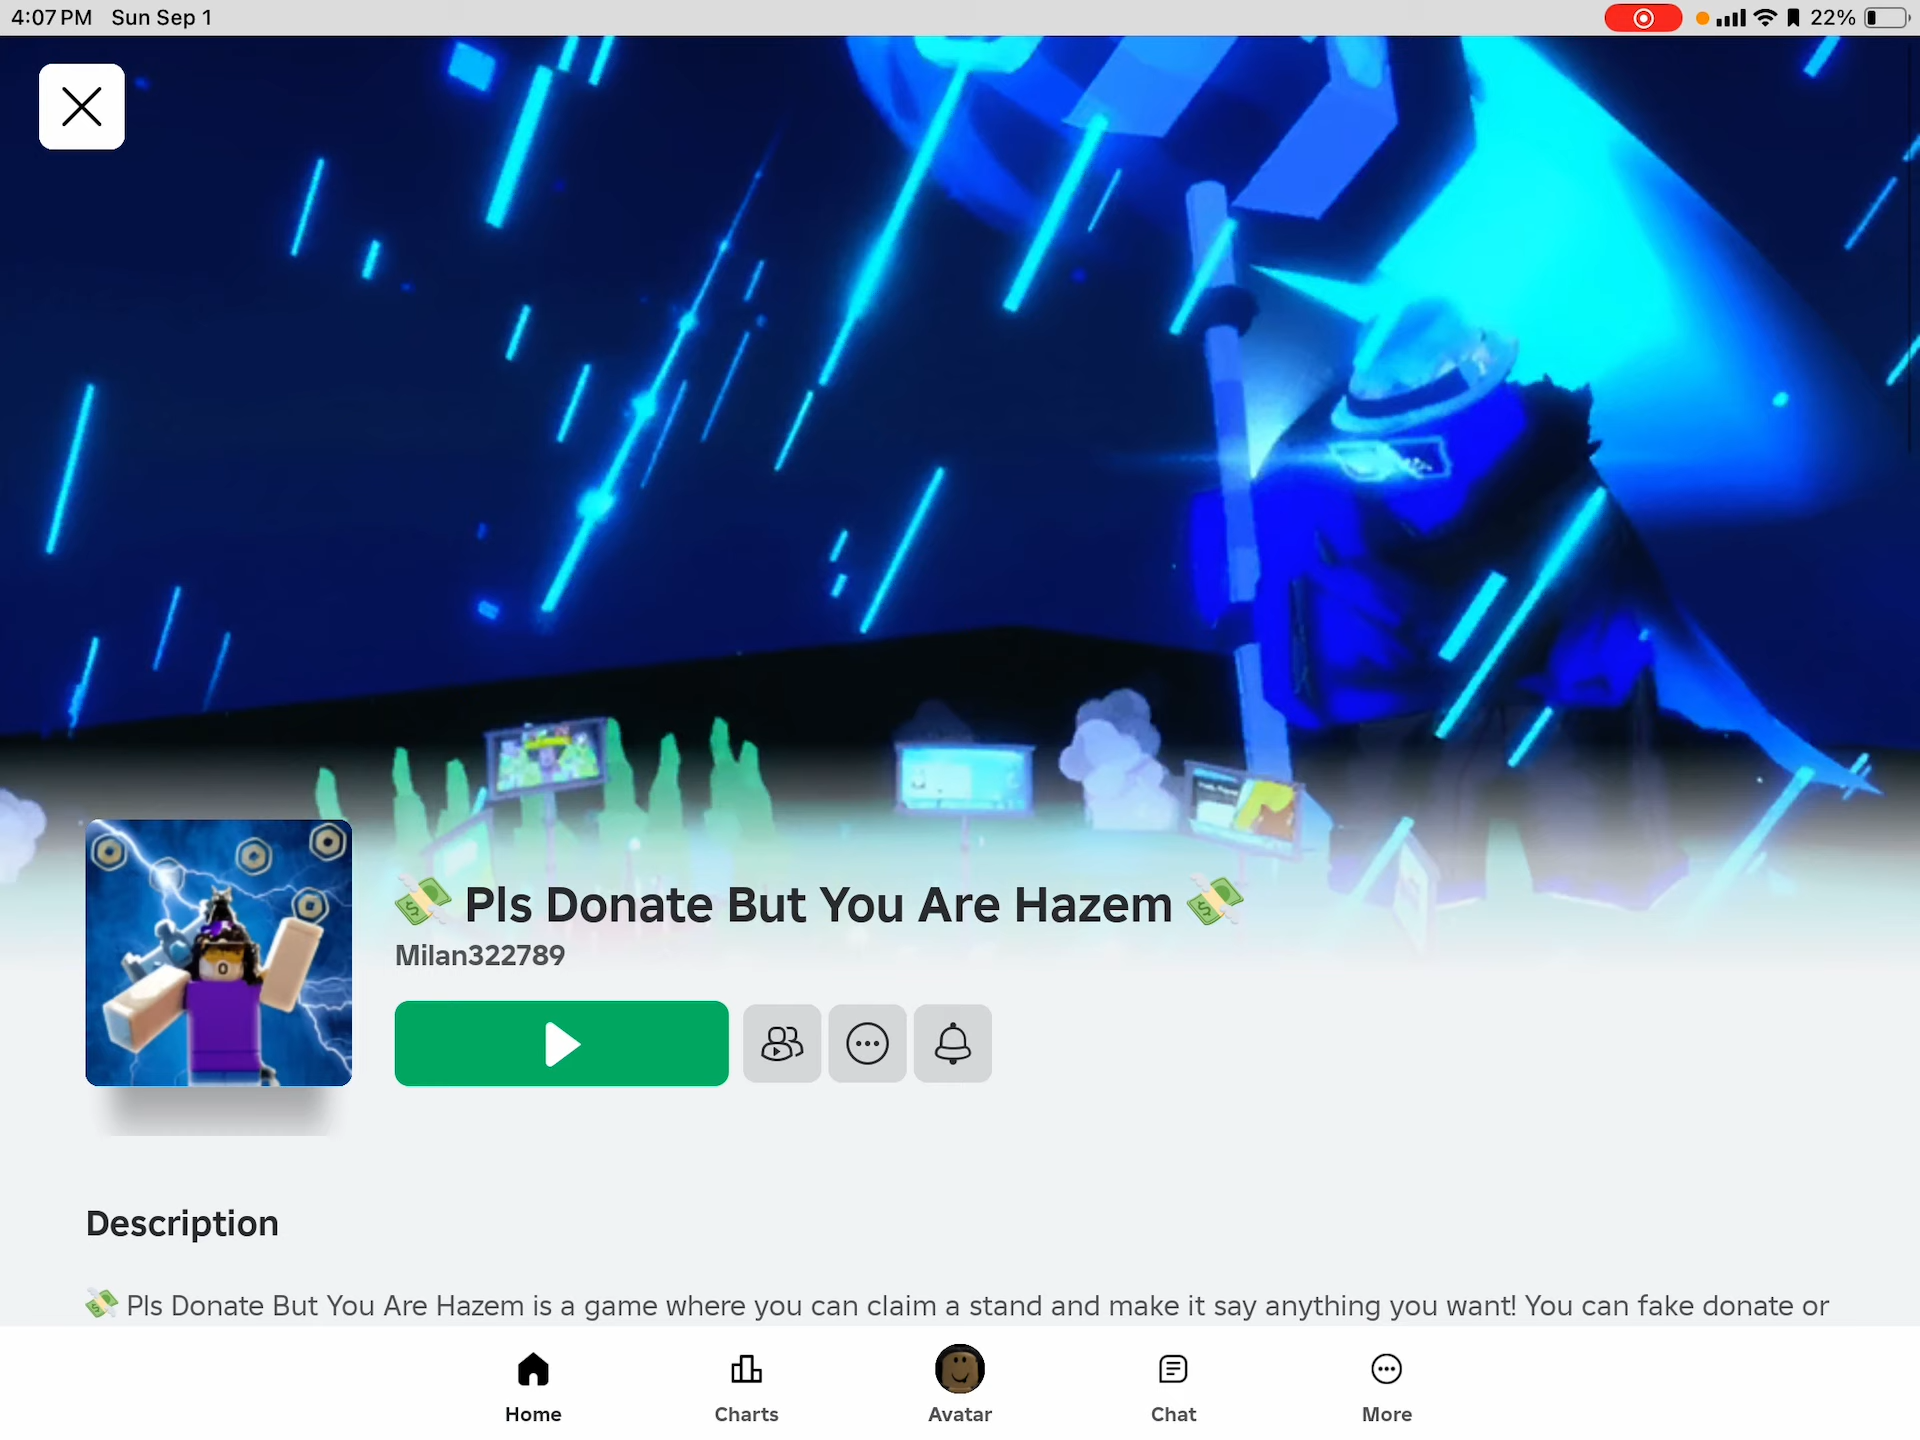 4:07 PM Sun Sep 1
22%
💸 Pls Donate But You Are Hazem 💸
Milan322789
Description
💸 Pls Donate But You Are Hazem is a game where you can claim a stand and make it say anything you want! You can fake donate or
Home
Charts
Avatar
Chat
More